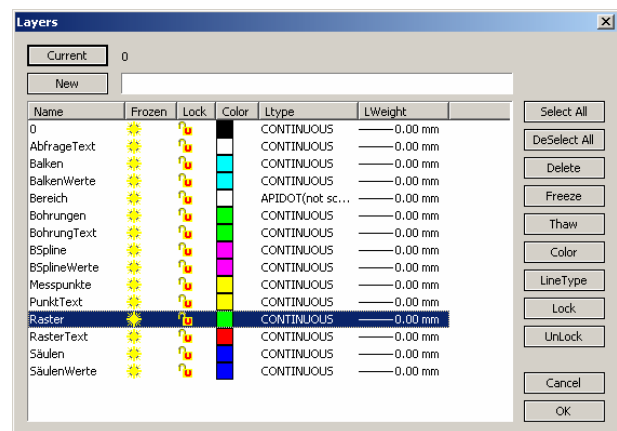 Layers
Current 0
New
Name Frozen Lock Color Ltype LWeight
0 CONTINUOUS 0.00 mm
AbfrageText CONTINUOUS 0.00 mm
Balken CONTINUOUS 0.00 mm
BalkenWerte CONTINUOUS 0.00 mm
Bereich APIDOT(not sc... 0.00 mm
Bohrungen CONTINUOUS 0.00 mm
BohrungText CONTINUOUS 0.00 mm
BSpline CONTINUOUS 0.00 mm
BSplineWerte CONTINUOUS 0.00 mm
Messpunkte CONTINUOUS 0.00 mm
PunktText CONTINUOUS 0.00 mm
Raster CONTINUOUS 0.00 mm
RasterText CONTINUOUS 0.00 mm
Säulen CONTINUOUS 0.00 mm
SäulenWerte CONTINUOUS 0.00 mm
Select All
DeSelect All
Delete
Freeze
Thaw
Color
LineType
Lock
UnLock
Cancel
OK